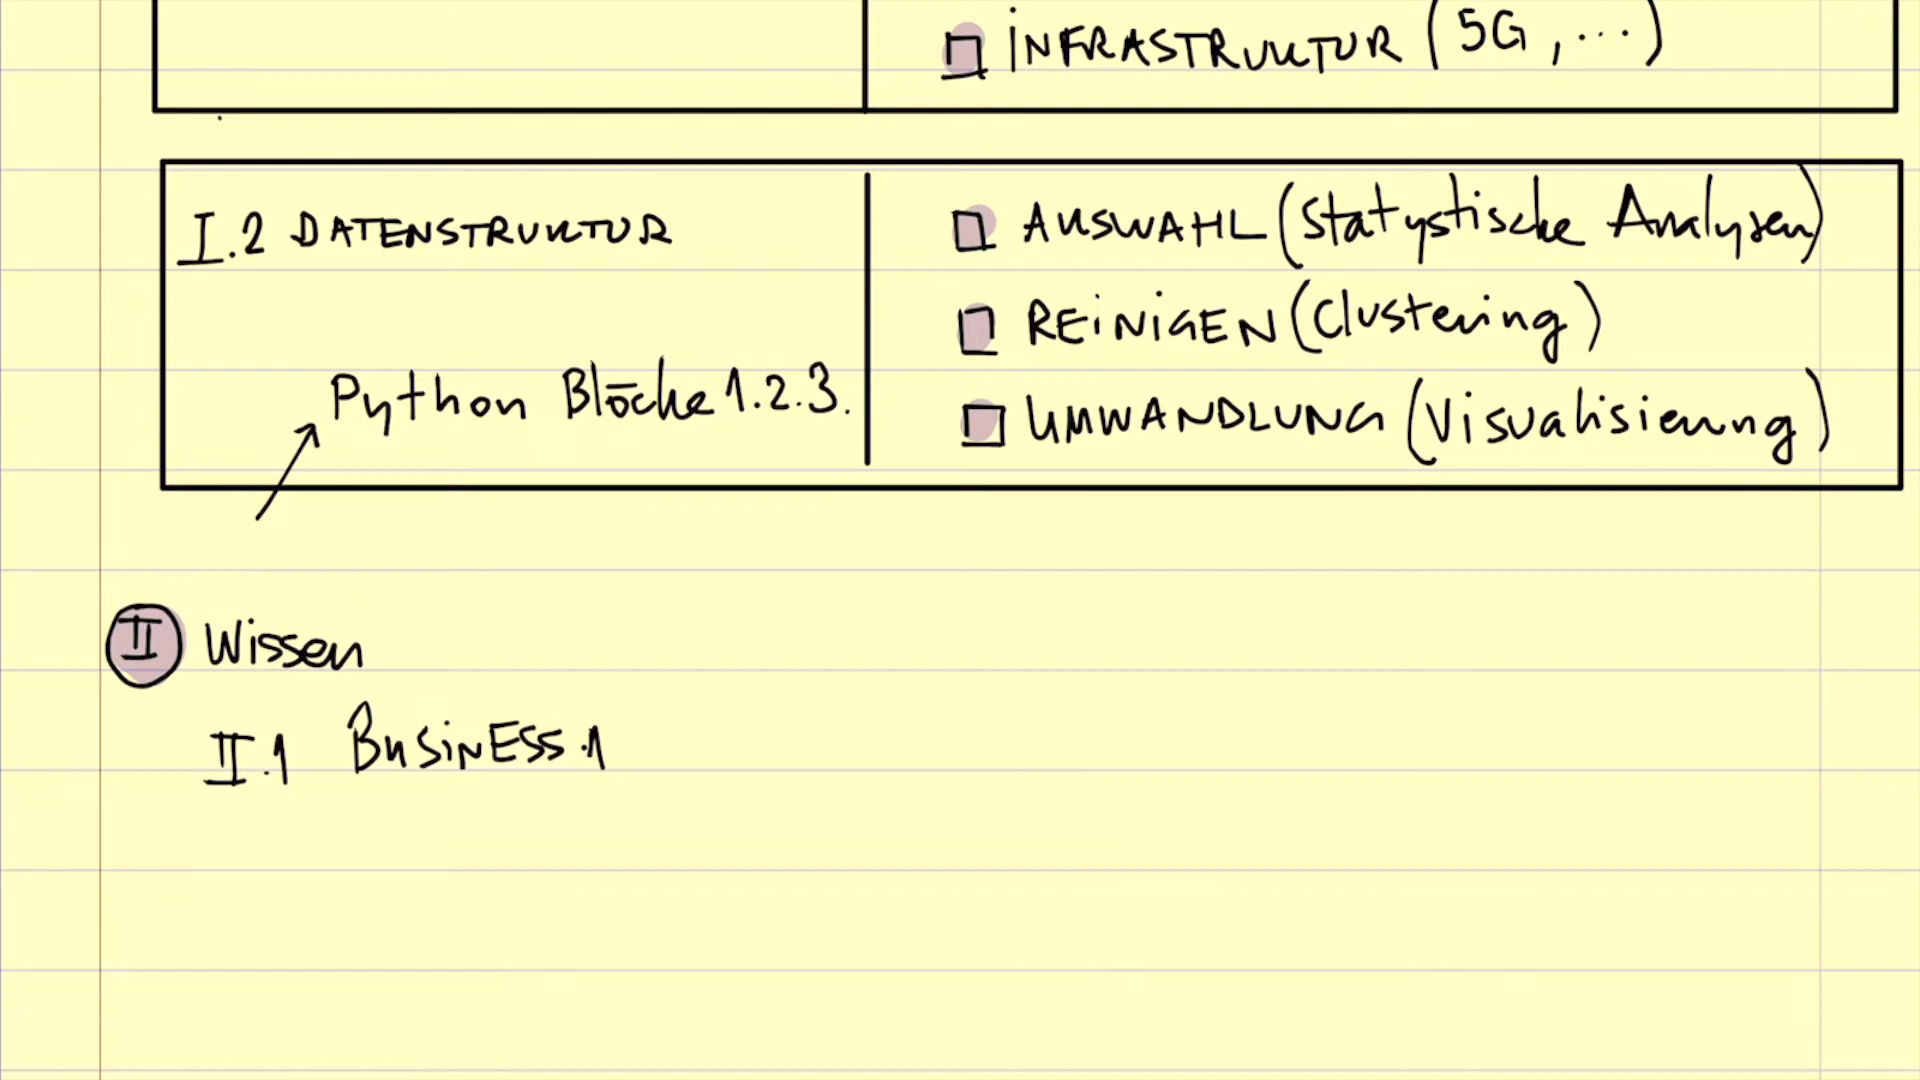 □ INFRASTRUKTUR (5G, ...)
I.2 DATENSTRUKTUR
Python Blöcke 1.2.3.
□ AUSWAHL (Statystische Analysen)
□ REINIGEN (Clustering)
□ UMWANDLUNG (Visualisierung)
II Wissen
II.1 BUSINESS.1